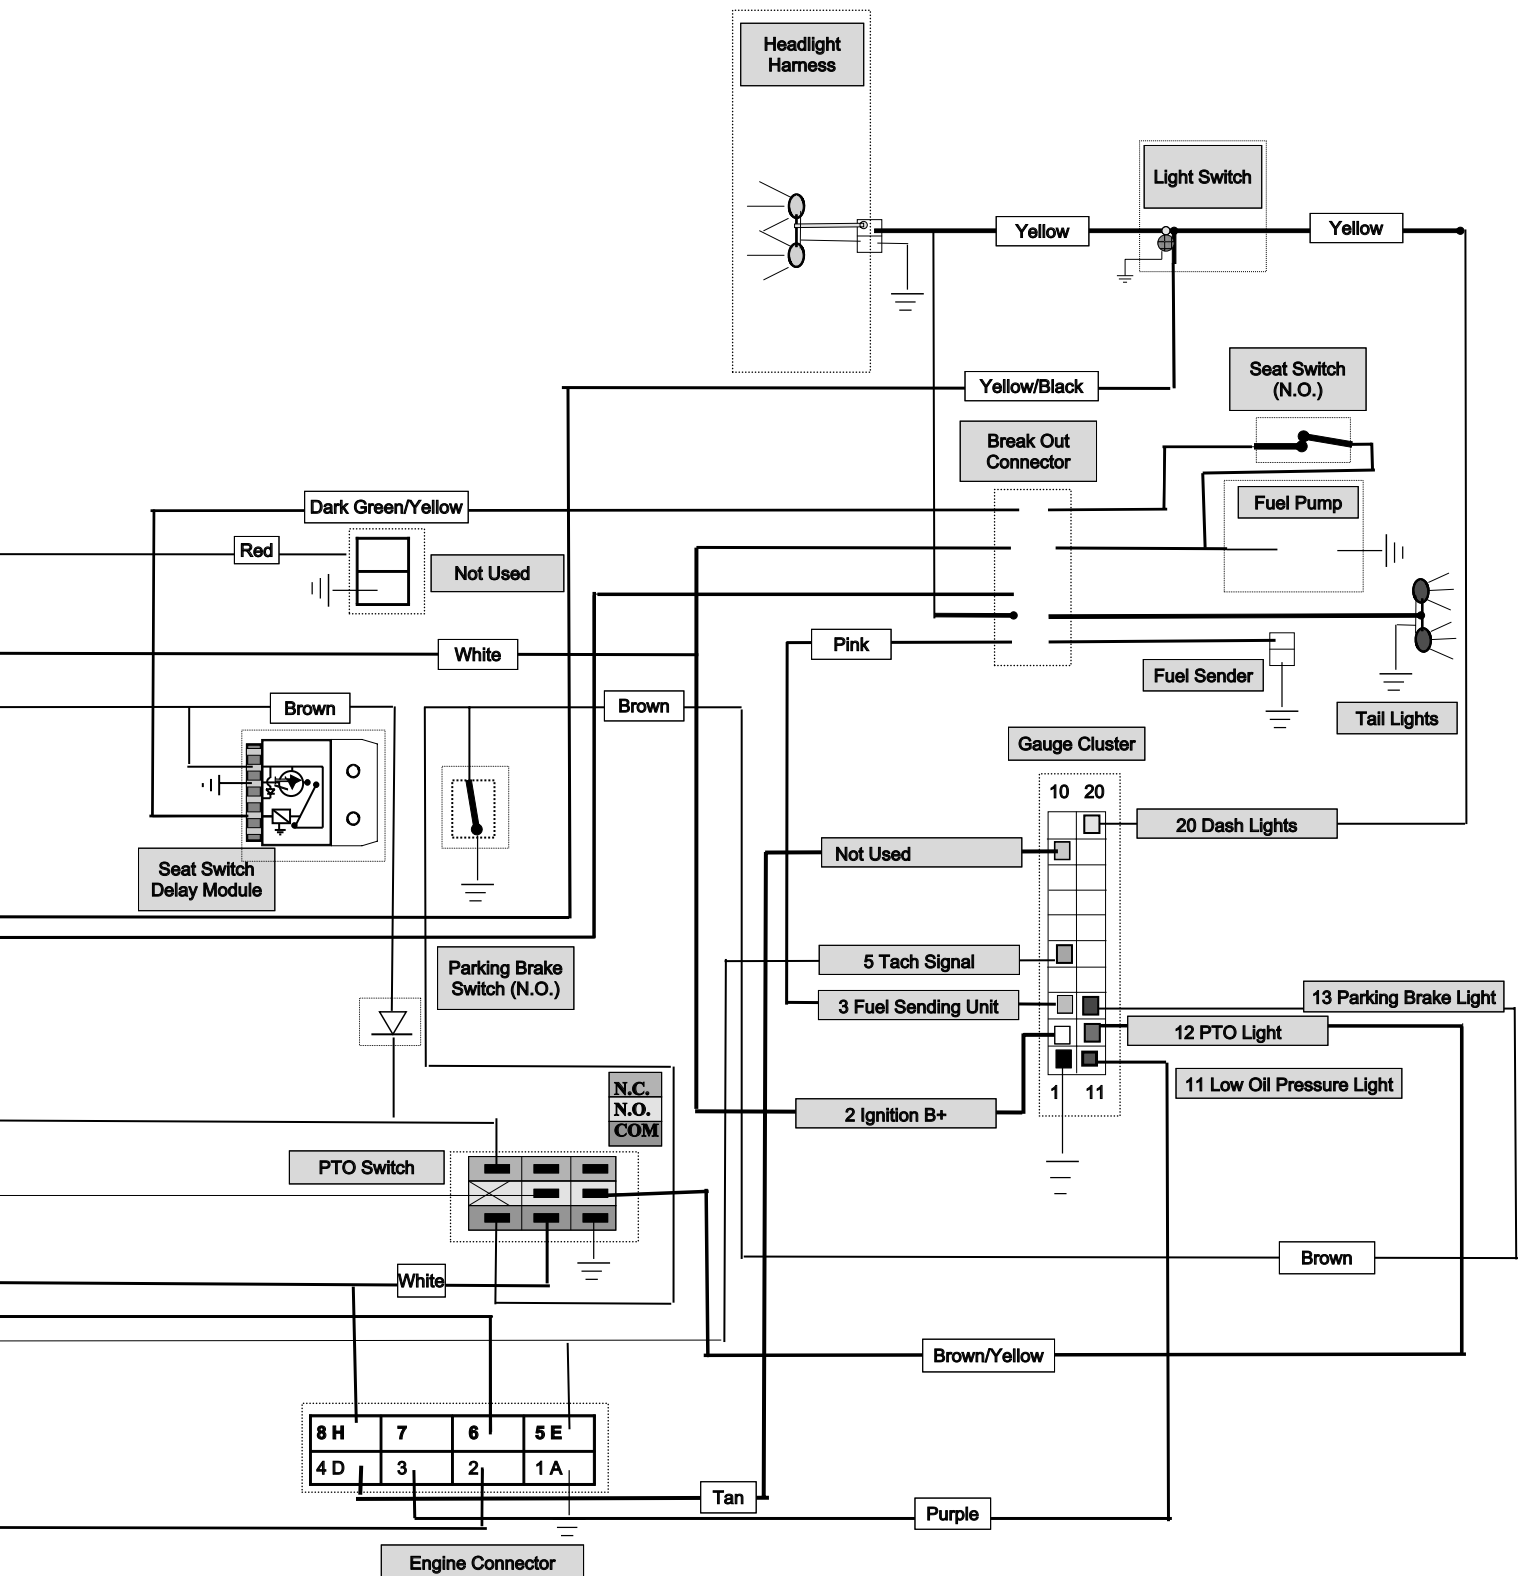 Headlight
Harness
Light Switch
Yellow
Yellow
Seat Switch
(N.O.)
Yellow/Black
Break Out
Connector
Dark Green/Yellow
Fuel Pump
Red
Not Used
Pink
White
Fuel Sender
Brown
Brown
Tail Lights
Gauge Cluster
10 20
20 Dash Lights
Not Used
Seat Switch
Delay Module
Parking Brake
Switch (N.O.)
5 Tach Signal
13 Parking Brake Light
3 Fuel Sending Unit
12 PTO Light
11 Low Oil Pressure Light
1 11
N.C.
N.O.
COM
2 Ignition B+
PTO Switch
Brown
White
Brown/Yellow
8 H 7 6 5 E
4 D 3 2 1 A
Tan
Purple
Engine Connector